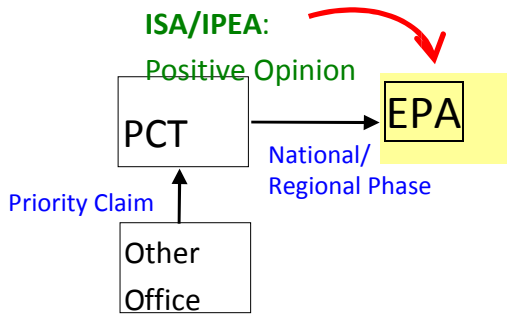 ISA/IPEA:
Positive Opinion
EPA
PCT
National/
Regional Phase
Priority Claim
Other
Office